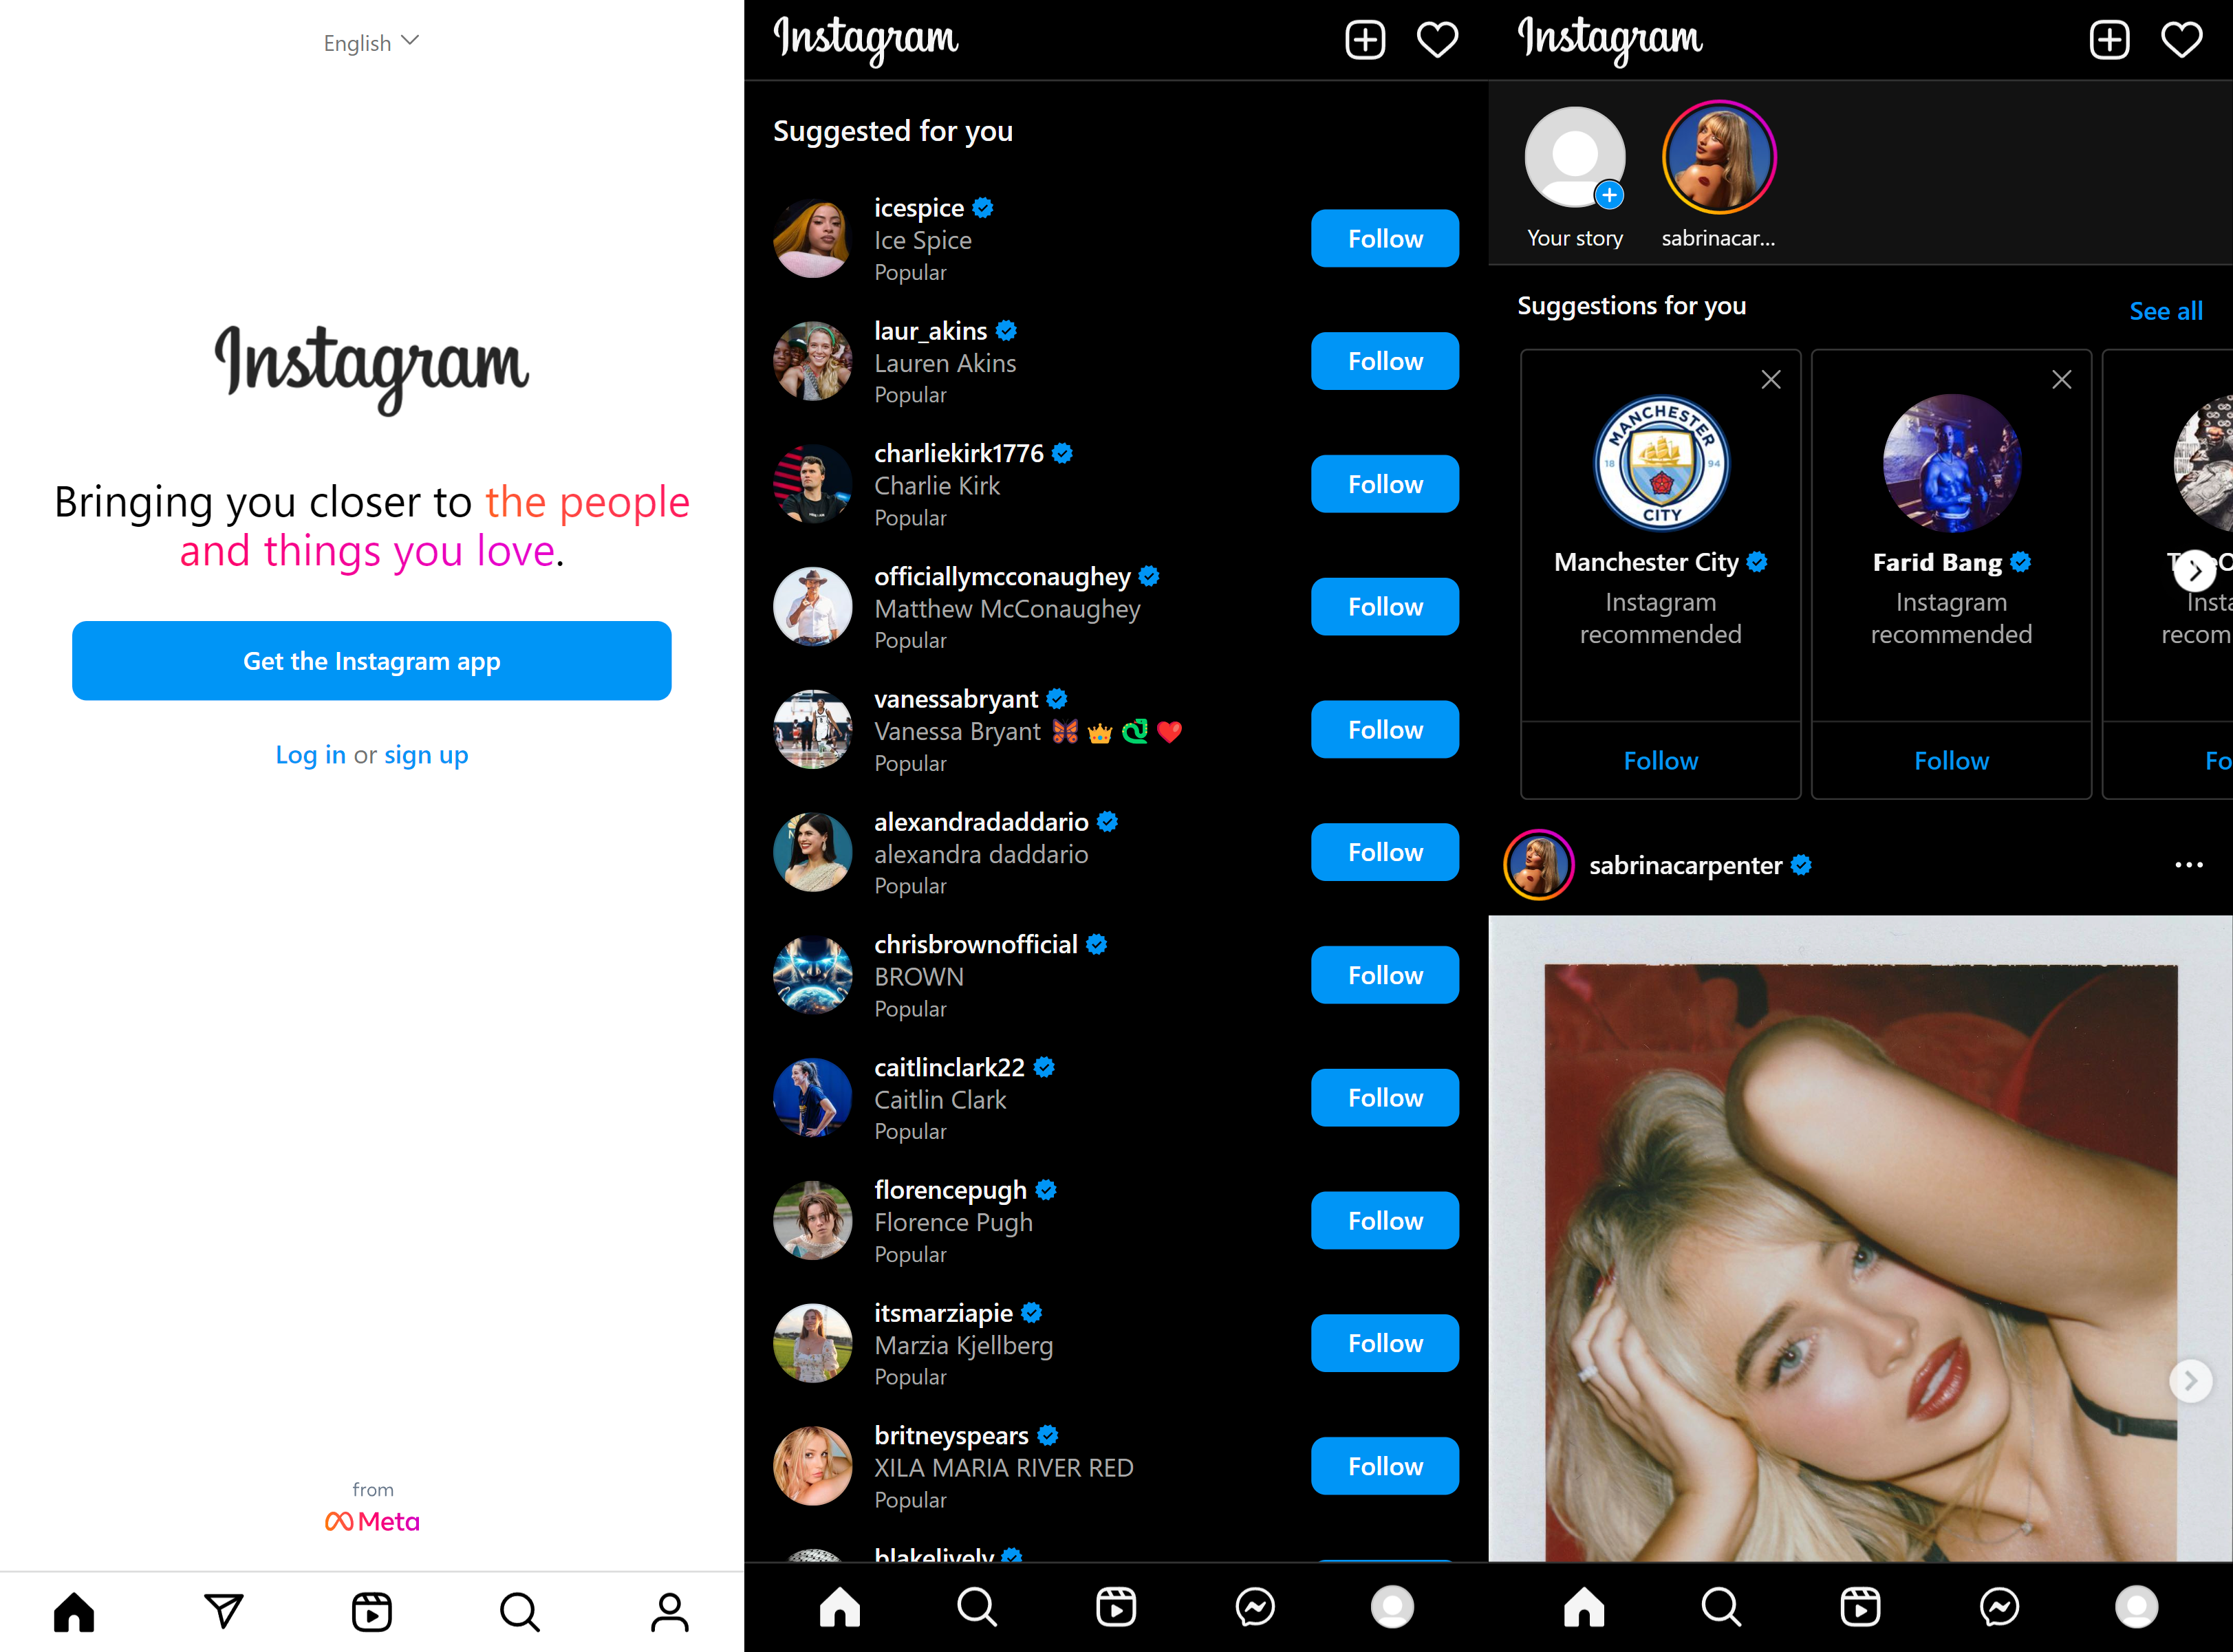 English
Instagram
Bringing you closer to the people
and things you love.
Get the Instagram app
Log in or sign up
from
Meta
Instagram
Suggested for you
icespice
Ice Spice
Popular
Follow
laur_akins
Lauren Akins
Popular
Follow
charliekirk1776
Charlie Kirk
Popular
Follow
officiallymcconaughey
Matthew McConaughey
Popular
Follow
vanessabryant
Vanessa Bryant 🦋 👑 🐍 ❤️
Popular
Follow
alexandradaddario
alexandra daddario
Popular
Follow
chrisbrownofficial
BROWN
Popular
Follow
caitlinclark22
Caitlin Clark
Popular
Follow
florencepugh
Florence Pugh
Popular
Follow
itsmarziapie
Marzia Kjellberg
Popular
Follow
britneyspears
XILA MARIA RIVER RED
Popular
Follow
blakelively
Instagram
Your story
sabrinacar...
Suggestions for you
See all
MANCHESTER
18 94
CITY
Manchester City
Instagram
recommended
Follow
Farid Bang
Instagram
recommended
Follow
Insta
recom
Fo
sabrinacarpenter